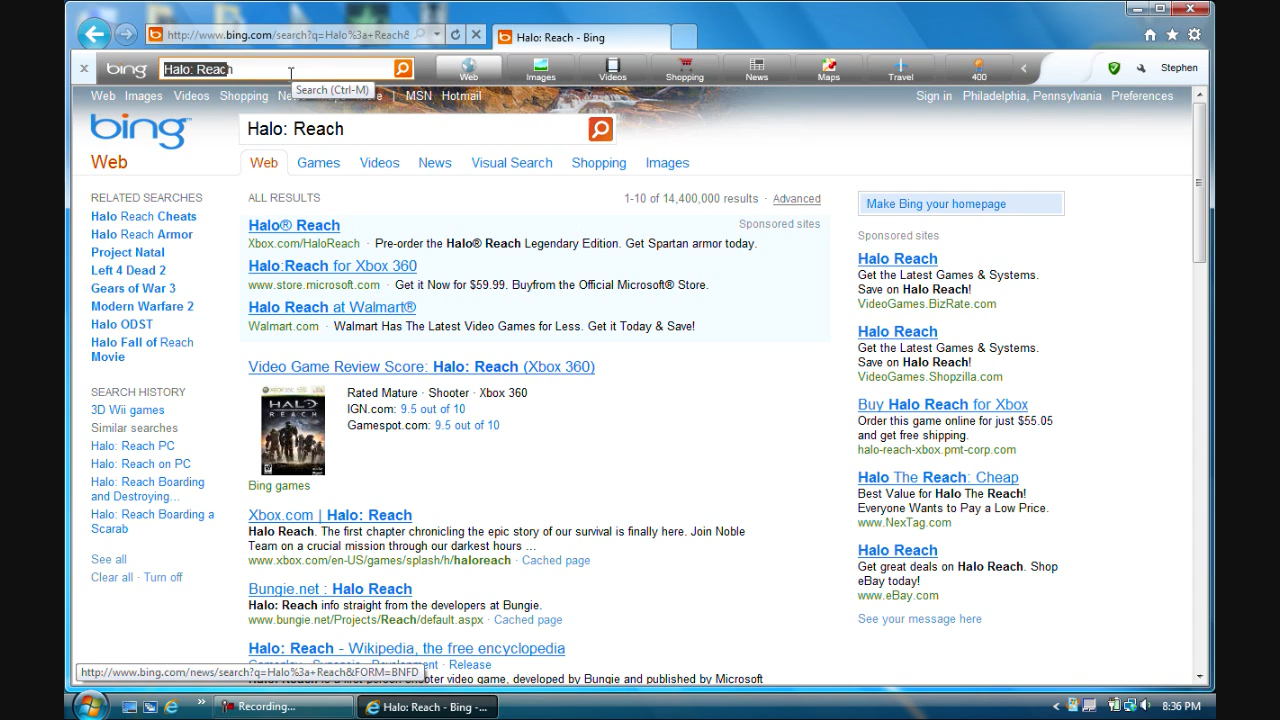 http://www.bing.com/search?q=Halo%3a+Reach&
Halo: Reach - Bing
bing
Halo: Reach
Web
Images
Videos
Shopping
News
Maps
Travel
400
Stephen
Search (Ctrl-M)
Web Images Videos Shopping | MSN Hotmail
Sign in Philadelphia, Pennsylvania Preferences
bing
Halo: Reach
Web
Web Games Videos News Visual Search Shopping Images
RELATED SEARCHES
Halo Reach Cheats
Halo Reach Armor
Project Natal
Left 4 Dead 2
Gears of War 3
Modern Warfare 2
Halo ODST
Halo Fall of Reach
Movie
SEARCH HISTORY
3D Wii games
Similar searches
Halo: Reach PC
Halo: Reach on PC
Halo: Reach Boarding
and Destroying...
Halo: Reach Boarding a
Scarab
See all
Clear all · Turn off
ALL RESULTS
1-10 of 14,400,000 results · Advanced
Halo® Reach
Sponsored sites
Xbox.com/HaloReach · Pre-order the Halo® Reach Legendary Edition. Get Spartan armor today.
Halo:Reach for Xbox 360
www.store.microsoft.com · Get it Now for $59.99. Buyfrom the Official Microsoft® Store.
Halo Reach at Walmart®
Walmart.com · Walmart Has The Latest Video Games for Less. Get it Today & Save!
Video Game Review Score: Halo: Reach (Xbox 360)
HALO
REACH
Rated Mature · Shooter · Xbox 360
IGN.com: 9.5 out of 10
Gamespot.com: 9.5 out of 10
Bing games
Xbox.com | Halo: Reach
Halo Reach. The first chapter chronicling the epic story of our survival is finally here. Join Noble
Team on a crucial mission through our darkest hours ...
www.xbox.com/en-US/games/splash/h/haloreach · Cached page
Bungie.net : Halo Reach
Halo: Reach info straight from the developers at Bungie.
www.bungie.net/Projects/Reach/default.aspx · Cached page
Halo: Reach - Wikipedia, the free encyclopedia
Development · Release
Halo: Reach is a first-person shooter video game, developed by Bungie and published by Microsoft
Make Bing your homepage
Sponsored sites
Halo Reach
Get the Latest Games & Systems.
Save on Halo Reach!
VideoGames.BizRate.com
Halo Reach
Get the Latest Games & Systems.
Save on Halo Reach!
VideoGames.Shopzilla.com
Buy Halo Reach for Xbox
Order this game online for just $55.05
and get free shipping.
halo-reach-xbox.pmt-corp.com
Halo The Reach: Cheap
Best Value for Halo The Reach!
Everyone Wants to Pay a Low Price.
www.NexTag.com
Halo Reach
Get great deals on Halo Reach. Shop
eBay today!
www.eBay.com
See your message here
http://www.bing.com/news/search?q=Halo%3a+Reach&FORM=BNFD
Recording...
Halo: Reach - Bing -...
8:36 PM